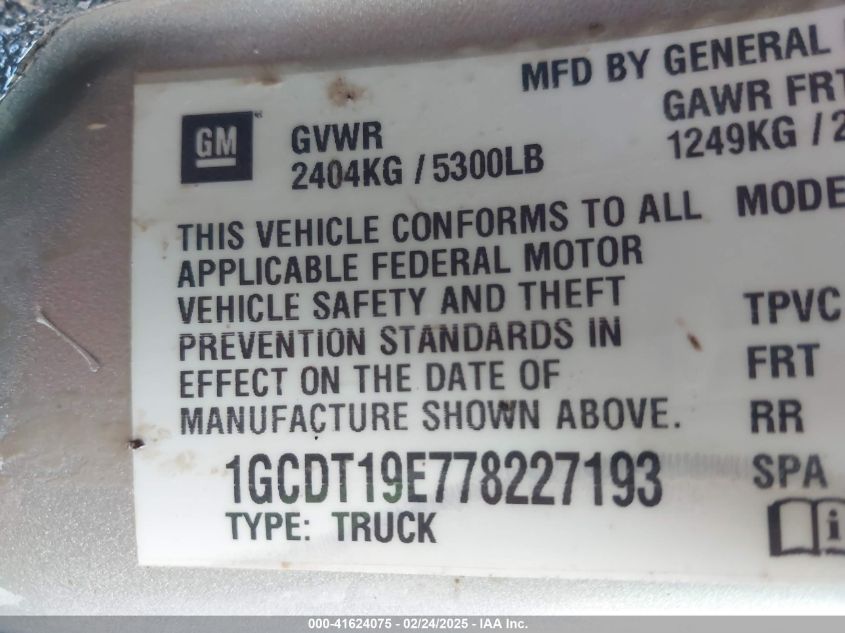 MFD BY GENERAL
GM
GVWR
2404KG / 5300LB
GAWR FRT
1249KG / 2
THIS VEHICLE CONFORMS TO ALL
APPLICABLE FEDERAL MOTOR
VEHICLE SAFETY AND THEFT
PREVENTION STANDARDS IN
EFFECT ON THE DATE OF
MANUFACTURE SHOWN ABOVE.
MODE
TPVC
FRT
RR
SPA
1GCDT19E778227193
TYPE: TRUCK
i
000-41624075 - 02/24/2025 - IAA Inc.